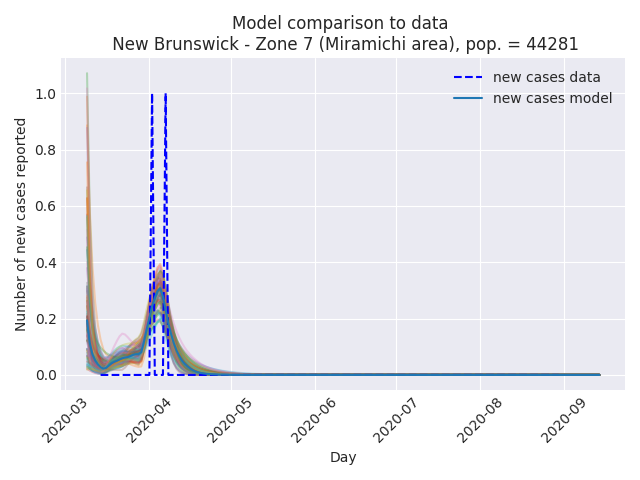 Model comparison to data
New Brunswick - Zone 7 (Miramichi area), pop. = 44281
new cases data
new cases model
Number of new cases reported
1.0
0.8
0.6
0.4
0.2
0.0
2020-03
2020-04
2020-05
2020-06
2020-07
2020-08
2020-09
Day